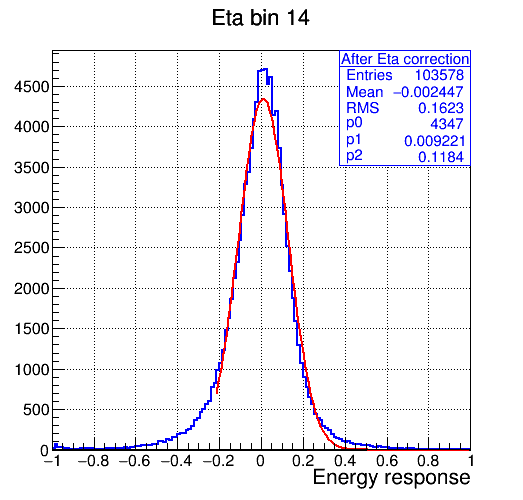 Eta bin 14
After Eta correction
Entries 103578
Mean −0.002447
RMS 0.1623
p0 4347
p1 0.009221
p2 0.1184
4500
4000
3500
3000
2500
2000
1500
1000
500
0
−1 −0.8 −0.6 −0.4 −0.2 0 0.2 0.4 0.6 0.8 1
Energy response